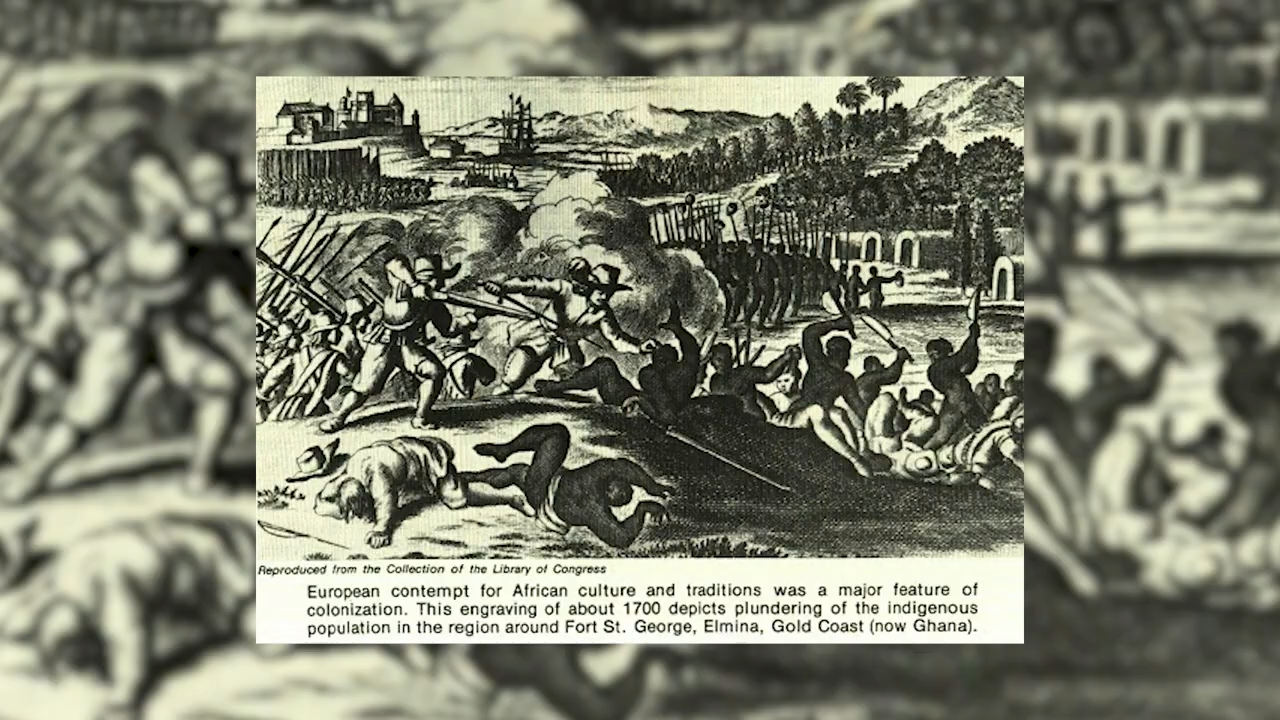 Reproduced from the Collection of the Library of Congress
European contempt for African culture and traditions was a major feature of
colonization. This engraving of about 1700 depicts plundering of the indigenous
population in the region around Fort St. George, Elmina, Gold Coast (now Ghana).